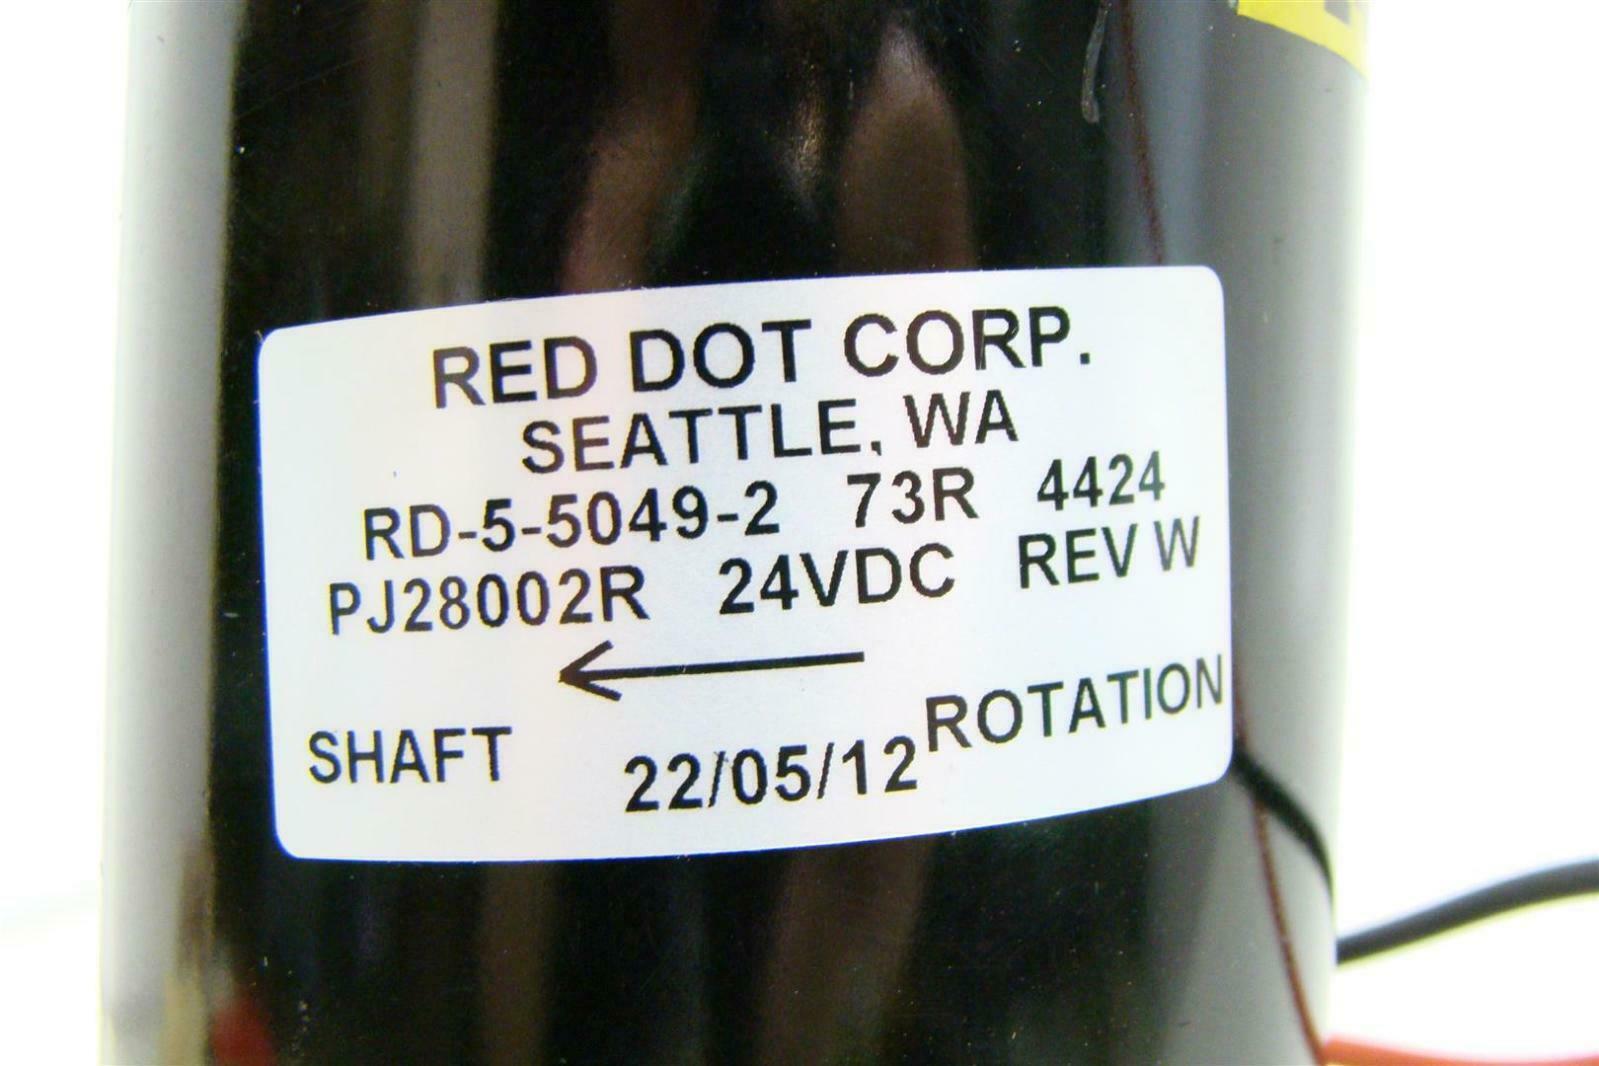 RED DOT CORP.
SEATTLE, WA
RD-5-5049-2 73R 4424
PJ28002R 24VDC REV W
SHAFT 22/05/12 ROTATION